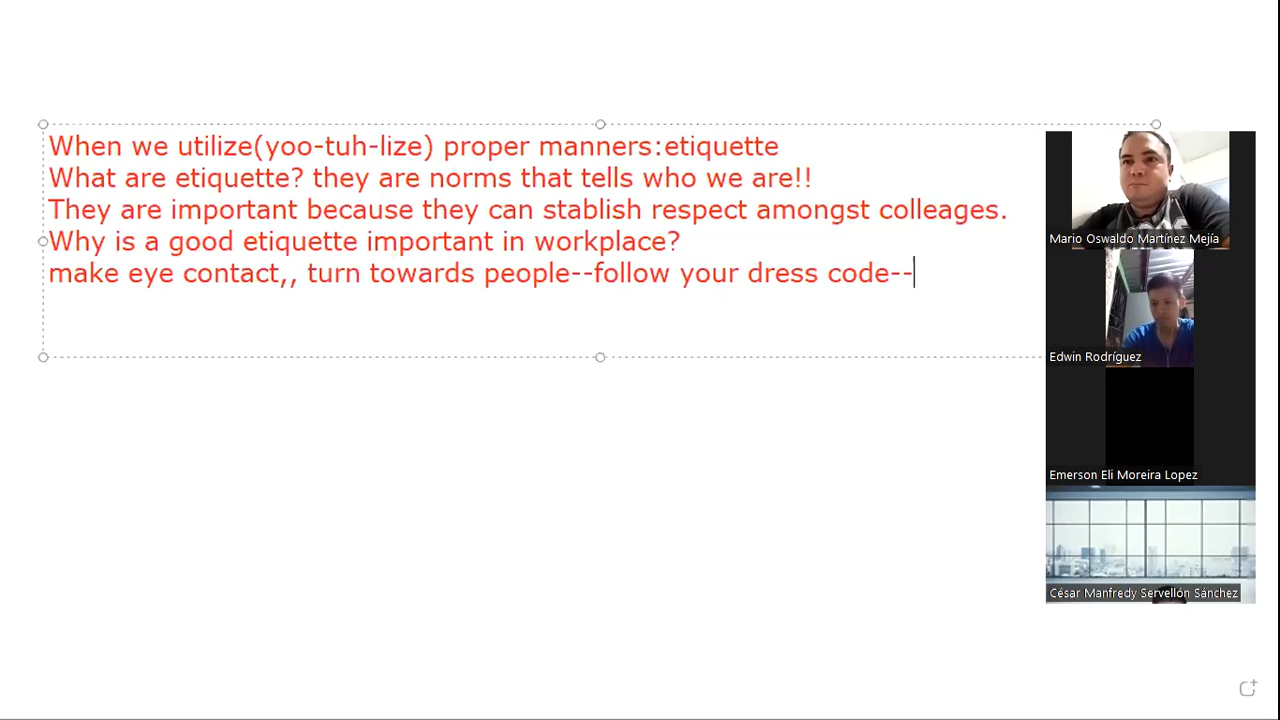 When we utilize(yoo-tuh-lize) proper manners:etiquette
What are etiquette? they are norms that tells who we are!!
They are important because they can stablish respect amongst colleages.
Why is a good etiquette important in workplace?
make eye contact,, turn towards people--follow your dress code--
Mario Oswaldo Martínez Mejía
Edwin Rodríguez
Emerson Eli Moreira Lopez
César Manfredy Servellón Sánchez